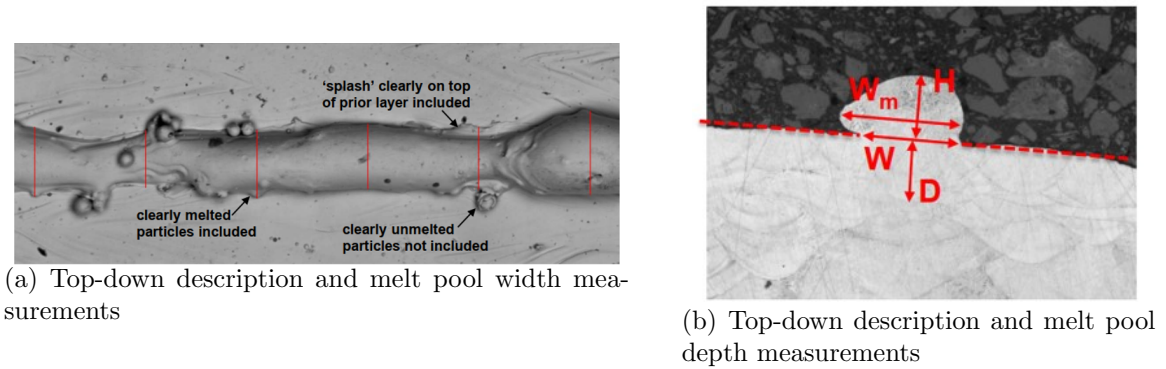 'splash' clearly on top
of prior layer included
clearly melted
particles included
clearly unmelted
particles not included
(a) Top-down description and melt pool width mea-
surements
W_m
H
W
D
(b) Top-down description and melt pool
depth measurements